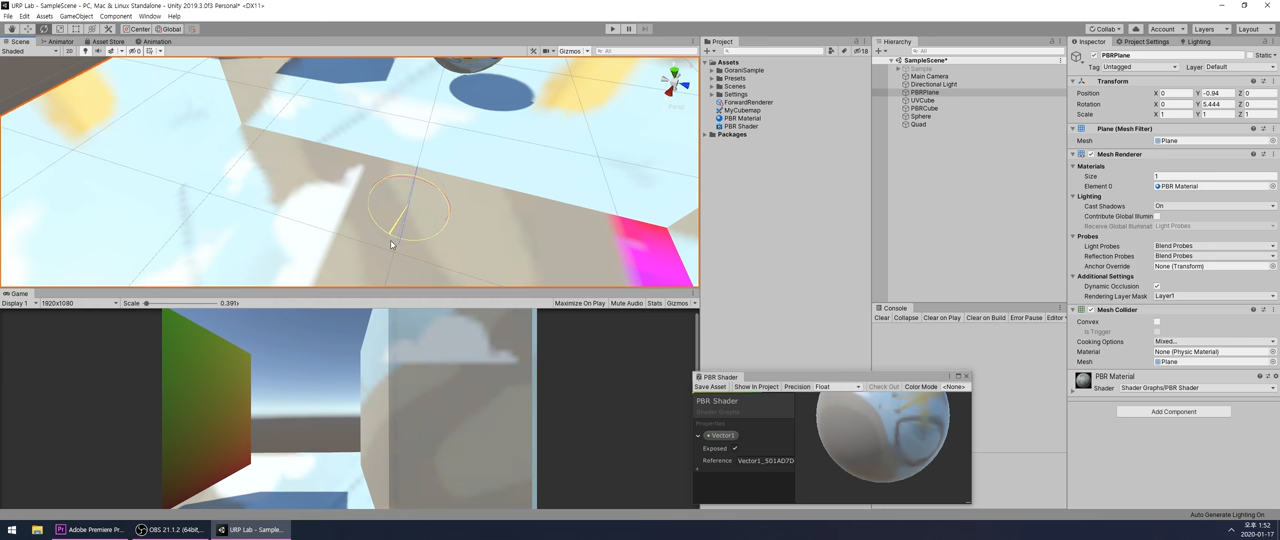 URP Lab - SampleScene - PC, Mac & Linux Standalone - Unity 2019.3.0f3 Personal* <DX11>
File Edit Assets GameObject Component Window Help
Center Global
Collab Account Layers Layout
Scene Animator Asset Store Animation
Shaded 2D Gizmos All
Persp
Game
Display 1 1920x1080 Scale 0.391x Maximize On Play Mute Audio Stats Gizmos
Project
18
Assets
GoraniSample
Presets
Scenes
Settings
ForwardRenderer
MyCubemap
PBR Material
PBR Shader
Packages
Hierarchy
All
SampleScene*
Sample
Main Camera
Directional Light
PBRPlane
UVCube
PBRCube
Sphere
Quad
Console
Clear Collapse Clear on Play Clear on Build Error Pause Editor
PBR Shader
Save Asset Show In Project Precision Float Check Out Color Mode <None>
PBR Shader
Shader Graphs
Properties
Vector1
Exposed
Reference Vector1_501AD7D
Inspector Project Settings Lighting
PBRPlane Static
Tag Untagged Layer Default
Transform
Position X 0 Y -0.94 Z 0
Rotation X 0 Y 5.444 Z 0
Scale X 1 Y 1 Z 1
Plane (Mesh Filter)
Mesh Plane
Mesh Renderer
Materials
Size 1
Element 0 PBR Material
Lighting
Cast Shadows On
Contribute Global Illumin
Receive Global Illuminat Light Probes
Probes
Light Probes Blend Probes
Reflection Probes Blend Probes
Anchor Override None (Transform)
Additional Settings
Dynamic Occlusion
Rendering Layer Mask Layer1
Mesh Collider
Convex
Is Trigger
Cooking Options Mixed...
Material None (Physic Material)
Mesh Plane
PBR Material
Shader Shader Graphs/PBR Shader
Add Component
Auto Generate Lighting On
Adobe Premiere Pr... OBS 21.1.2 (64bit,... URP Lab - Sample...
오후 1:52
2020-01-17